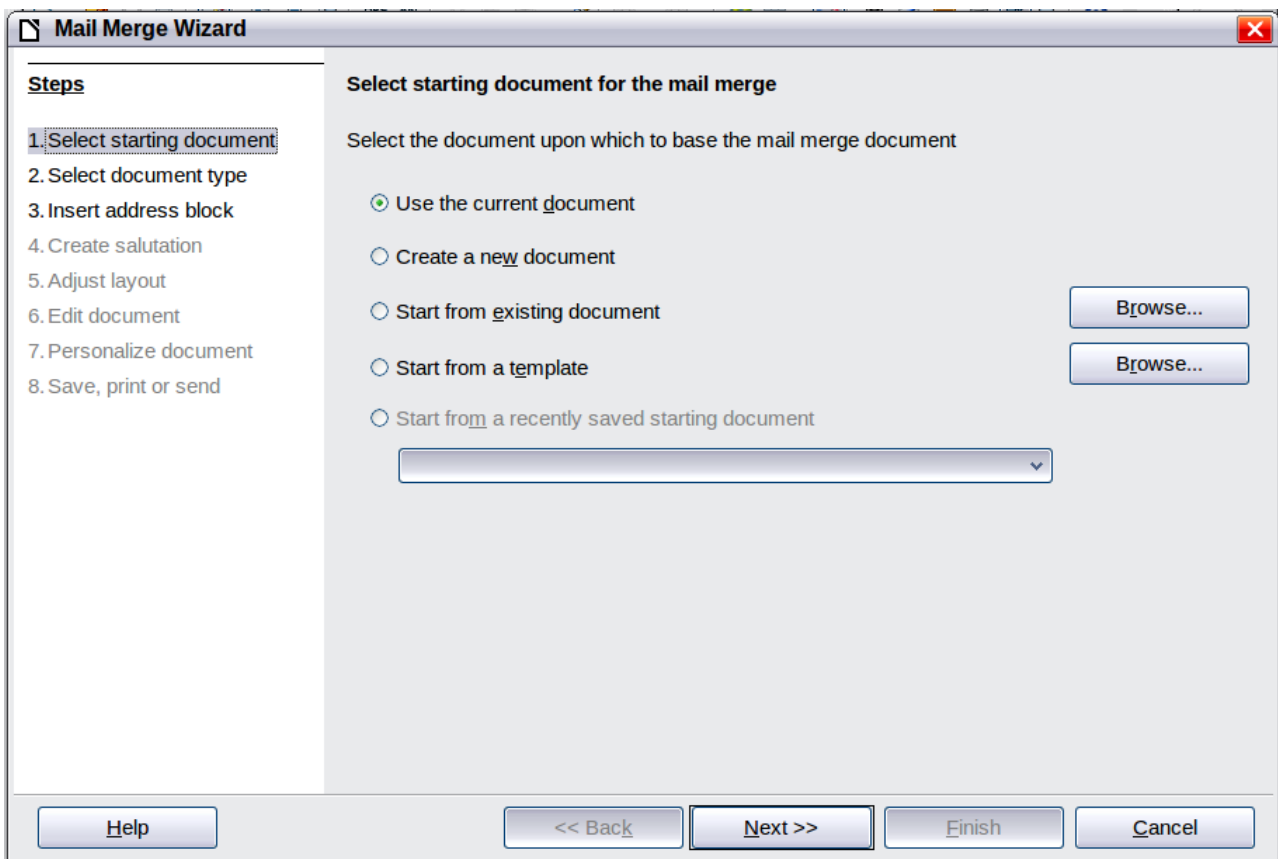 Mail Merge Wizard
Steps
1. Select starting document
2. Select document type
3. Insert address block
4. Create salutation
5. Adjust layout
6. Edit document
7. Personalize document
8. Save, print or send
Select starting document for the mail merge
Select the document upon which to base the mail merge document
Use the current document
Create a new document
Start from existing document
Browse...
Start from a template
Browse...
Start from a recently saved starting document
Help
<< Back
Next >>
Finish
Cancel